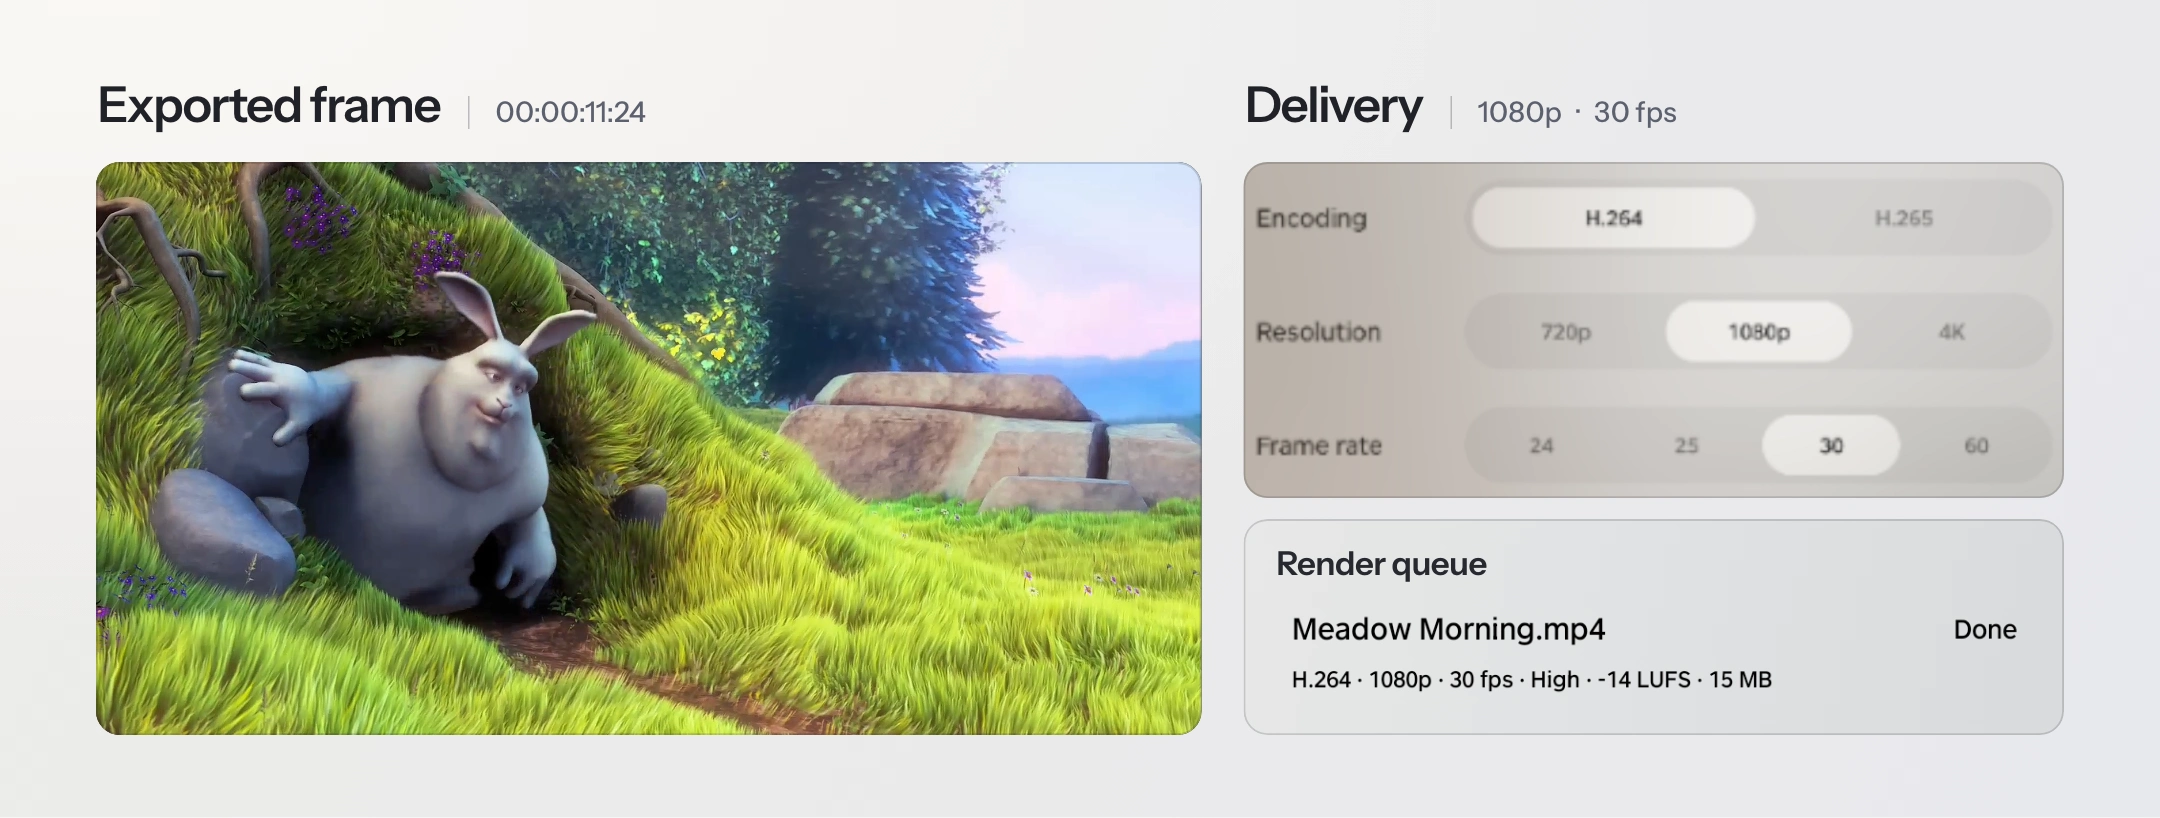 Exported frame | 00:00:11:24
Delivery | 1080p · 30 fps
Encoding H.264 H.265
Resolution 720p 1080p 4K
Frame rate 24 25 30 60
Render queue
Meadow Morning.mp4 Done
H.264 · 1080p · 30 fps · High · -14 LUFS · 15 MB